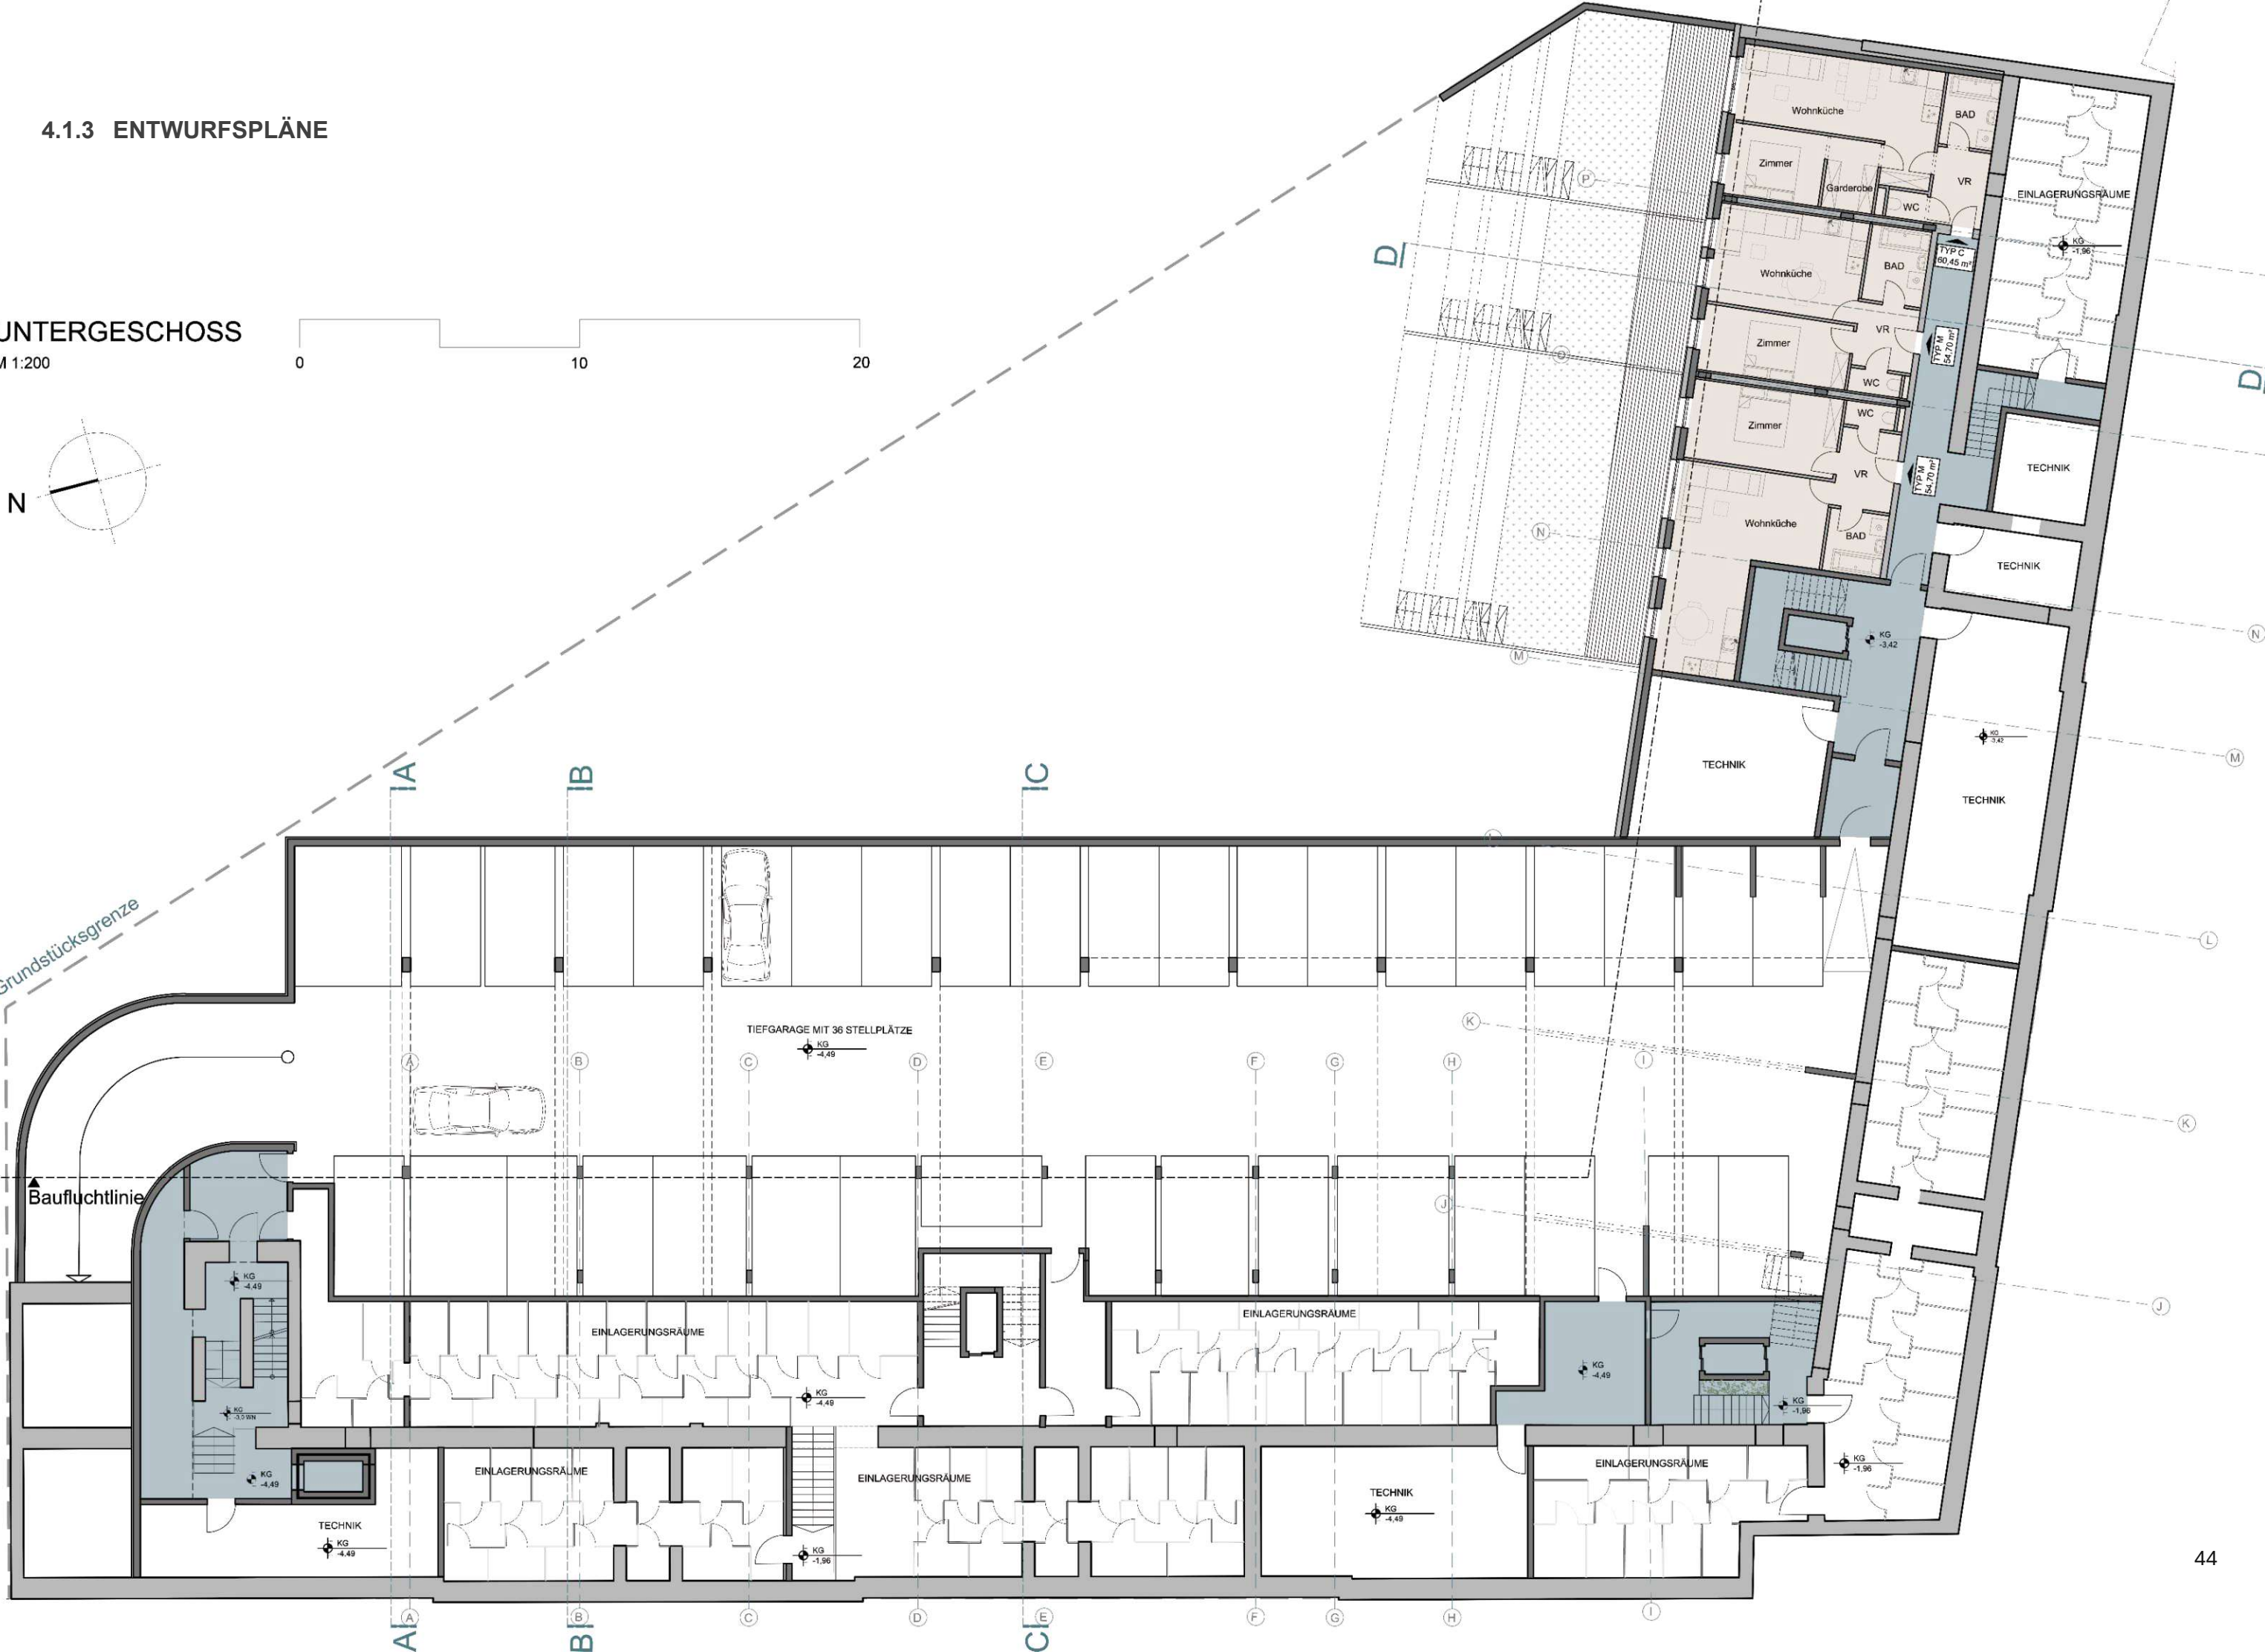 4.1.3 ENTWURFSPLÄNE
UNTERGESCHOSS
M 1:200
0
10
20
N
Grundstücksgrenze
Baufluchtlinie
Wohnküche
BAD
Zimmer
Garderobe
VR
WC
EINLAGERUNGSRÄUME
KG
-1,96
TYP C
60,45 m²
Wohnküche
BAD
VR
Zimmer
WC
TYP M
54,70 m²
WC
Zimmer
VR
TYP M
54,70 m²
Wohnküche
BAD
TECHNIK
TECHNIK
KG
-3,42
TECHNIK
KG
-3,42
TECHNIK
D
D
P
O
N
N
M
M
L
L
K
K
J
J
A
B
C
TIEFGARAGE MIT 36 STELLPLÄTZE
KG
-4,49
A
B
C
D
E
F
G
H
I
KG
-4,49
KG
-3,0 WN
KG
-4,49
EINLAGERUNGSRÄUME
KG
-4,49
EINLAGERUNGSRÄUME
KG
-4,49
KG
-1,96
EINLAGERUNGSRÄUME
EINLAGERUNGSRÄUME
EINLAGERUNGSRÄUME
KG
-1,96
TECHNIK
KG
-4,49
TECHNIK
KG
-4,49
KG
-1,96
A
B
C
D
E
F
G
H
I
A
B
C
44